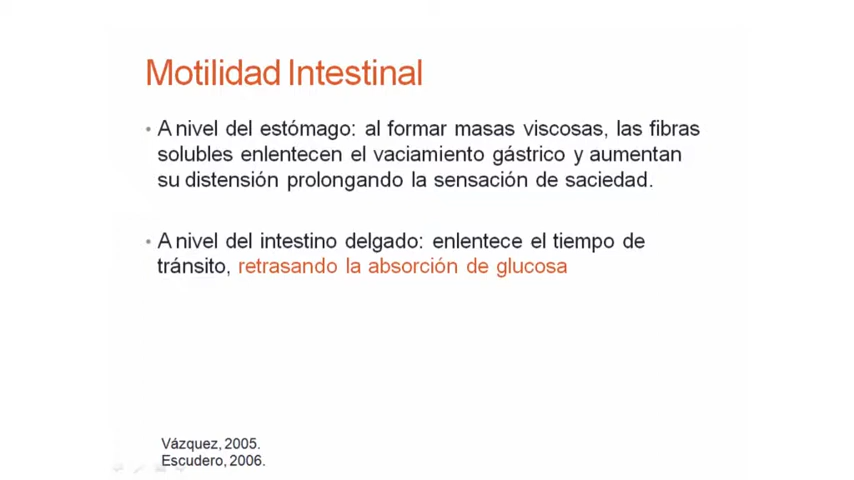 Motilidad Intestinal
• A nivel del estómago: al formar masas viscosas, las fibras
solubles enlentecen el vaciamiento gástrico y aumentan
su distensión prolongando la sensación de saciedad.
• A nivel del intestino delgado: enlentece el tiempo de
tránsito, retrasando la absorción de glucosa
Vázquez, 2005.
Escudero, 2006.